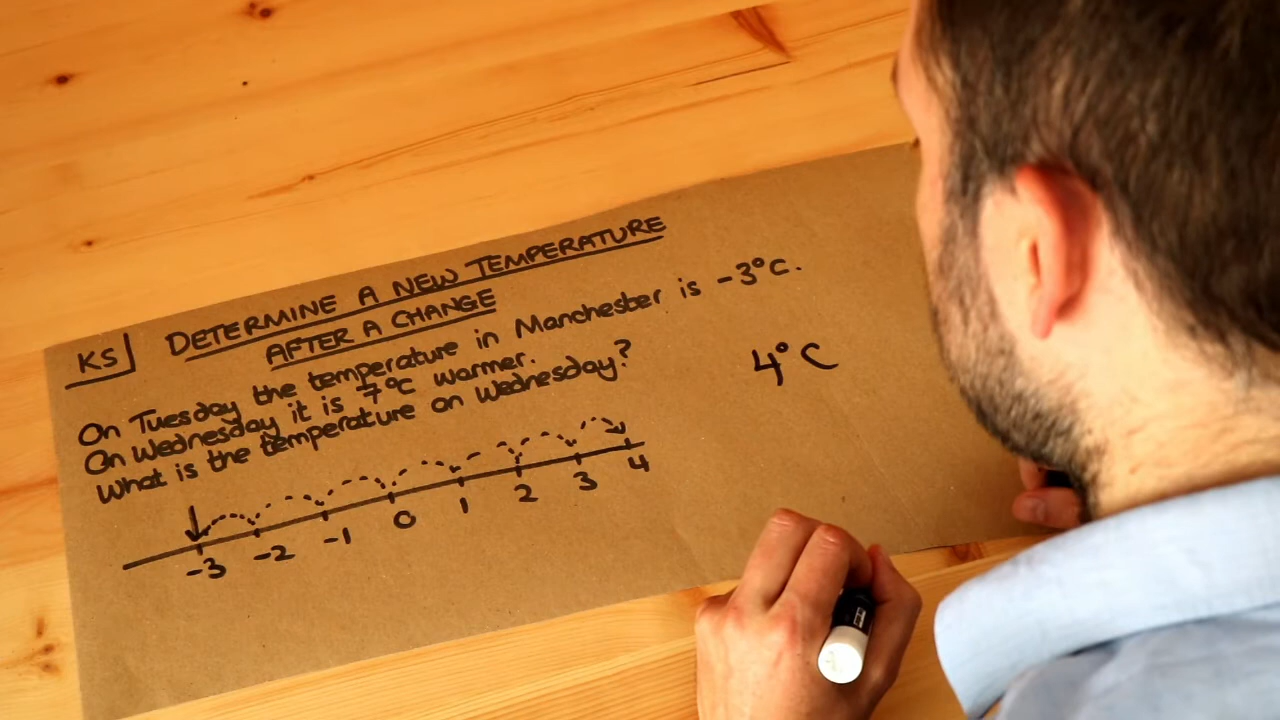 KS
DETERMINE A NEW TEMPERATURE
AFTER A CHANGE
On Tuesday the temperature in Manchester is -3°C.
On Wednesday it is 7°C warmer.
What is the temperature on Wednesday?
4°C
-3 -2 -1 0 1 2 3 4